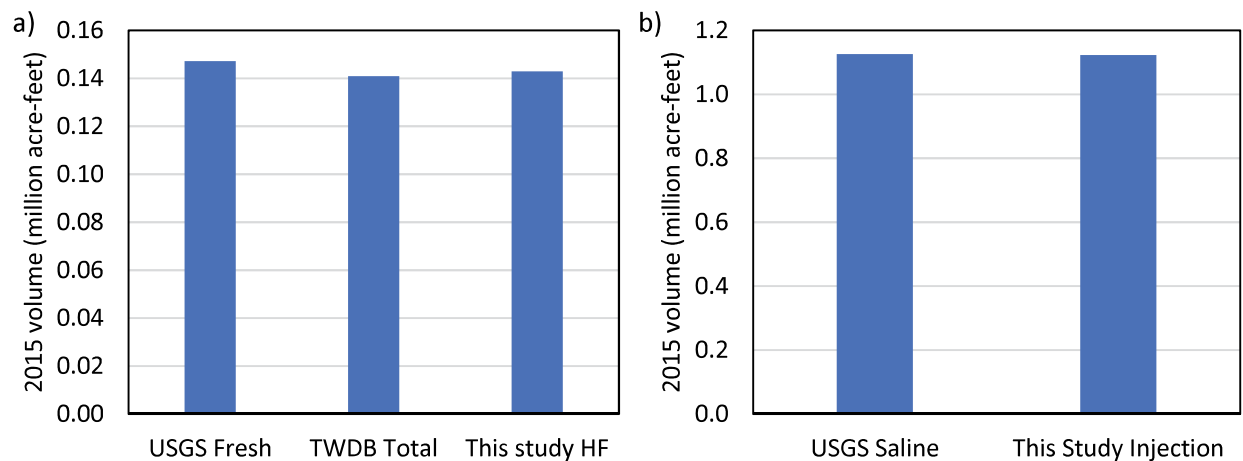 a)
2015 volume (million acre-feet)
0.16
0.14
0.12
0.10
0.08
0.06
0.04
0.02
0.00
USGS Fresh
TWDB Total
This study HF
b)
2015 volume (million acre-feet)
1.2
1.0
0.8
0.6
0.4
0.2
0.0
USGS Saline
This Study Injection